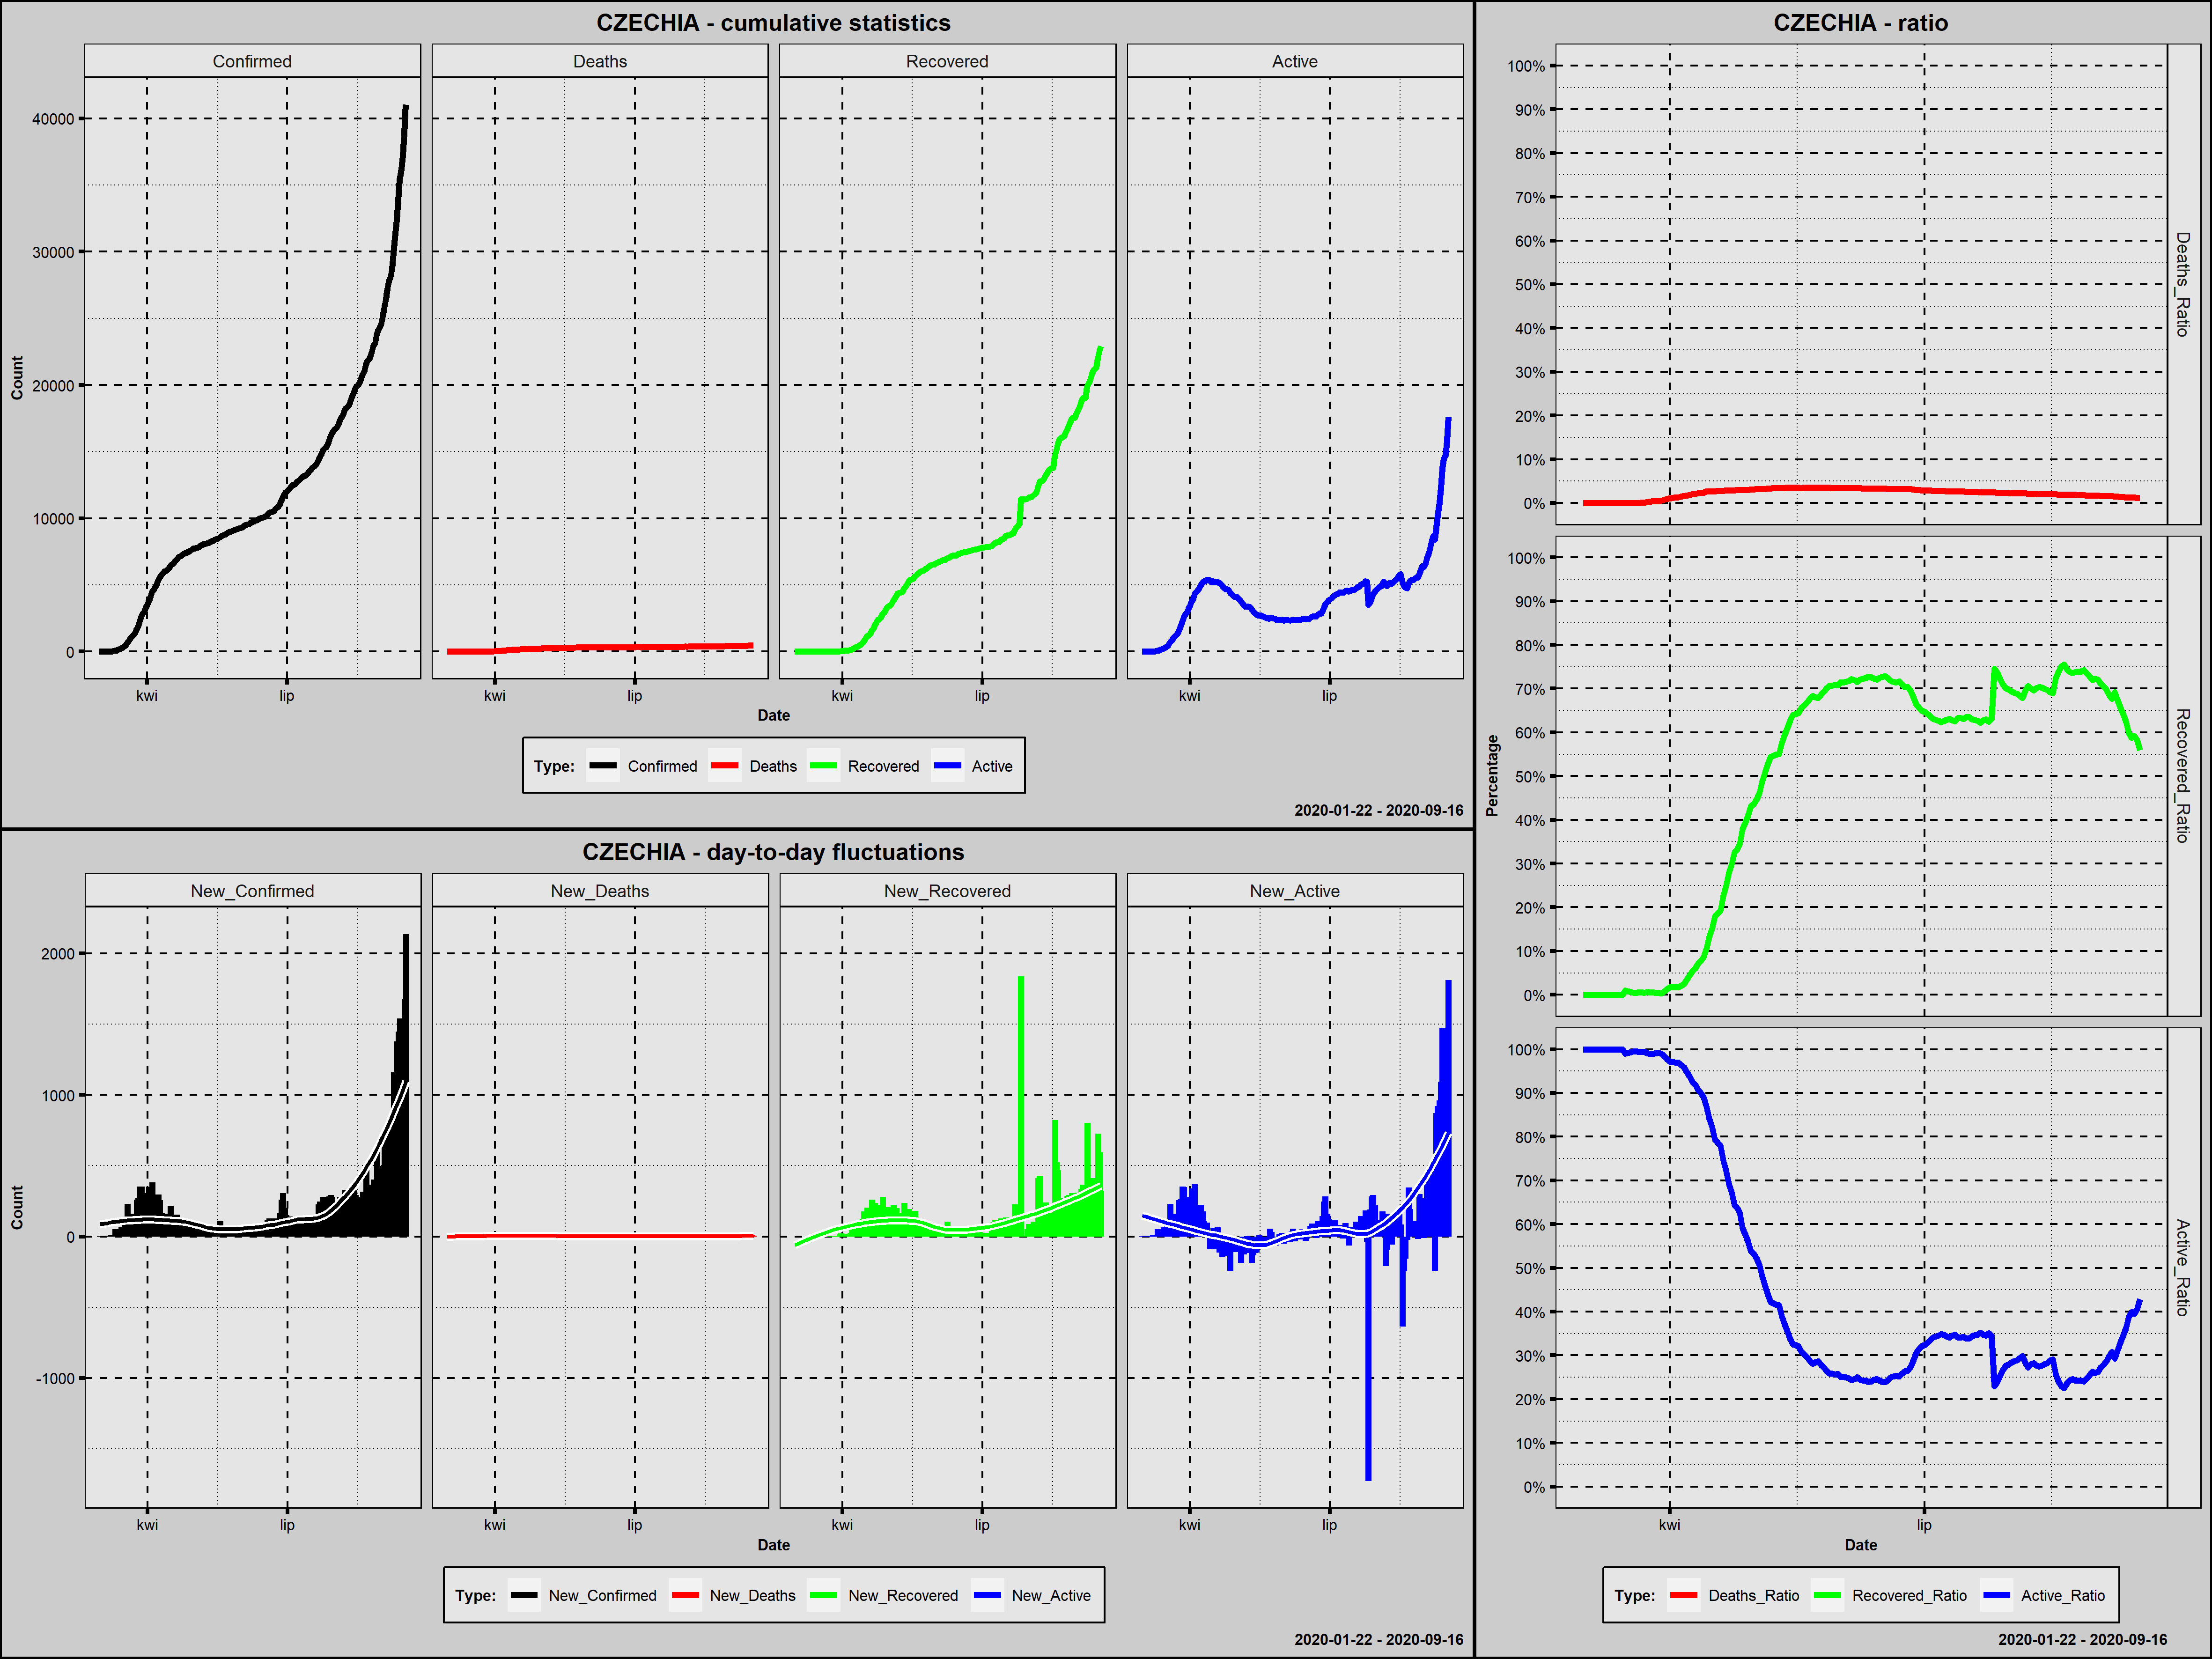 CZECHIA - cumulative statistics
Confirmed Deaths Recovered Active
Count
40000
30000
20000
10000
0
kwi lip kwi lip kwi lip kwi lip
Date
Type: Confirmed Deaths Recovered Active
2020-01-22 - 2020-09-16
CZECHIA - day-to-day fluctuations
New_Confirmed New_Deaths New_Recovered New_Active
Count
2000
1000
0
-1000
kwi lip kwi lip kwi lip kwi lip
Date
Type: New_Confirmed New_Deaths New_Recovered New_Active
2020-01-22 - 2020-09-16
CZECHIA - ratio
Percentage
100%
90%
80%
70%
60%
50%
40%
30%
20%
10%
0%
Deaths_Ratio
100%
90%
80%
70%
60%
50%
40%
30%
20%
10%
0%
Recovered_Ratio
100%
90%
80%
70%
60%
50%
40%
30%
20%
10%
0%
Active_Ratio
kwi lip
Date
Type: Deaths_Ratio Recovered_Ratio Active_Ratio
2020-01-22 - 2020-09-16